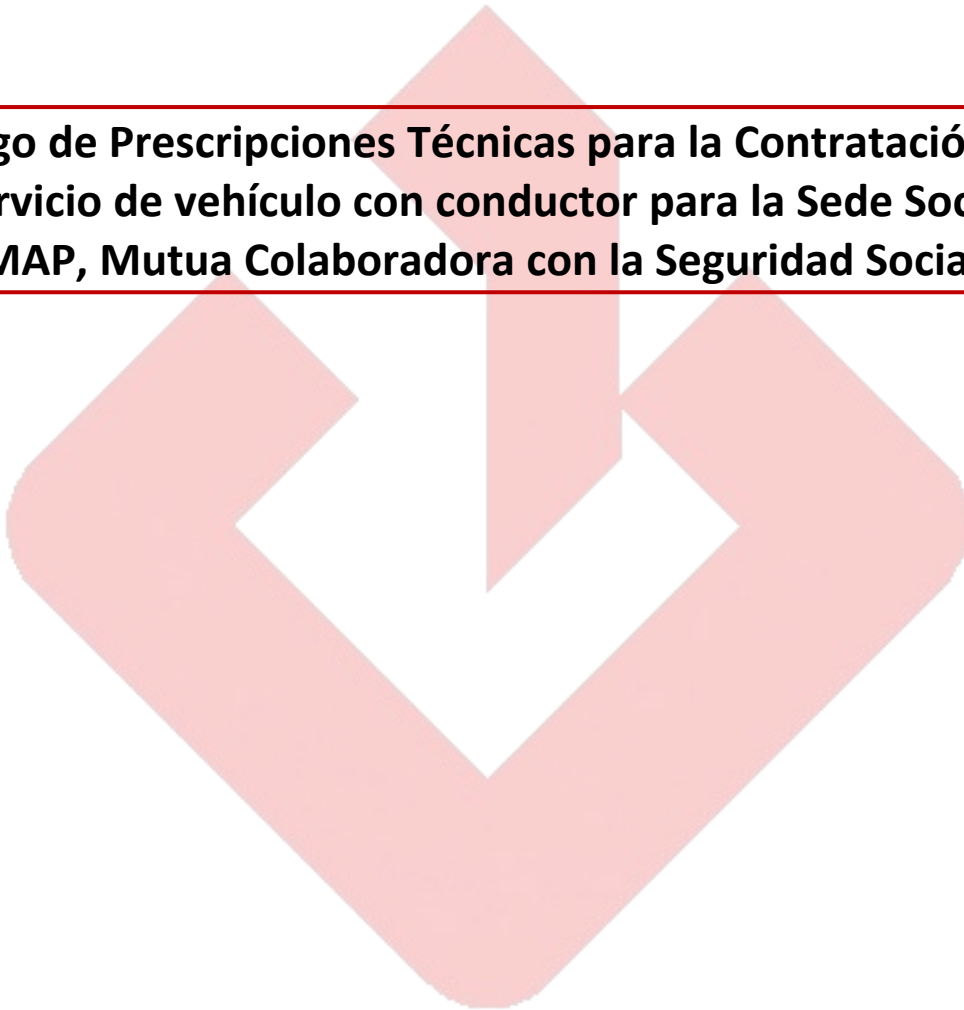 go de Prescripciones Técnicas para la Contratació
rvicio de vehículo con conductor para la Sede Soc
MAP, Mutua Colaboradora con la Seguridad Socia